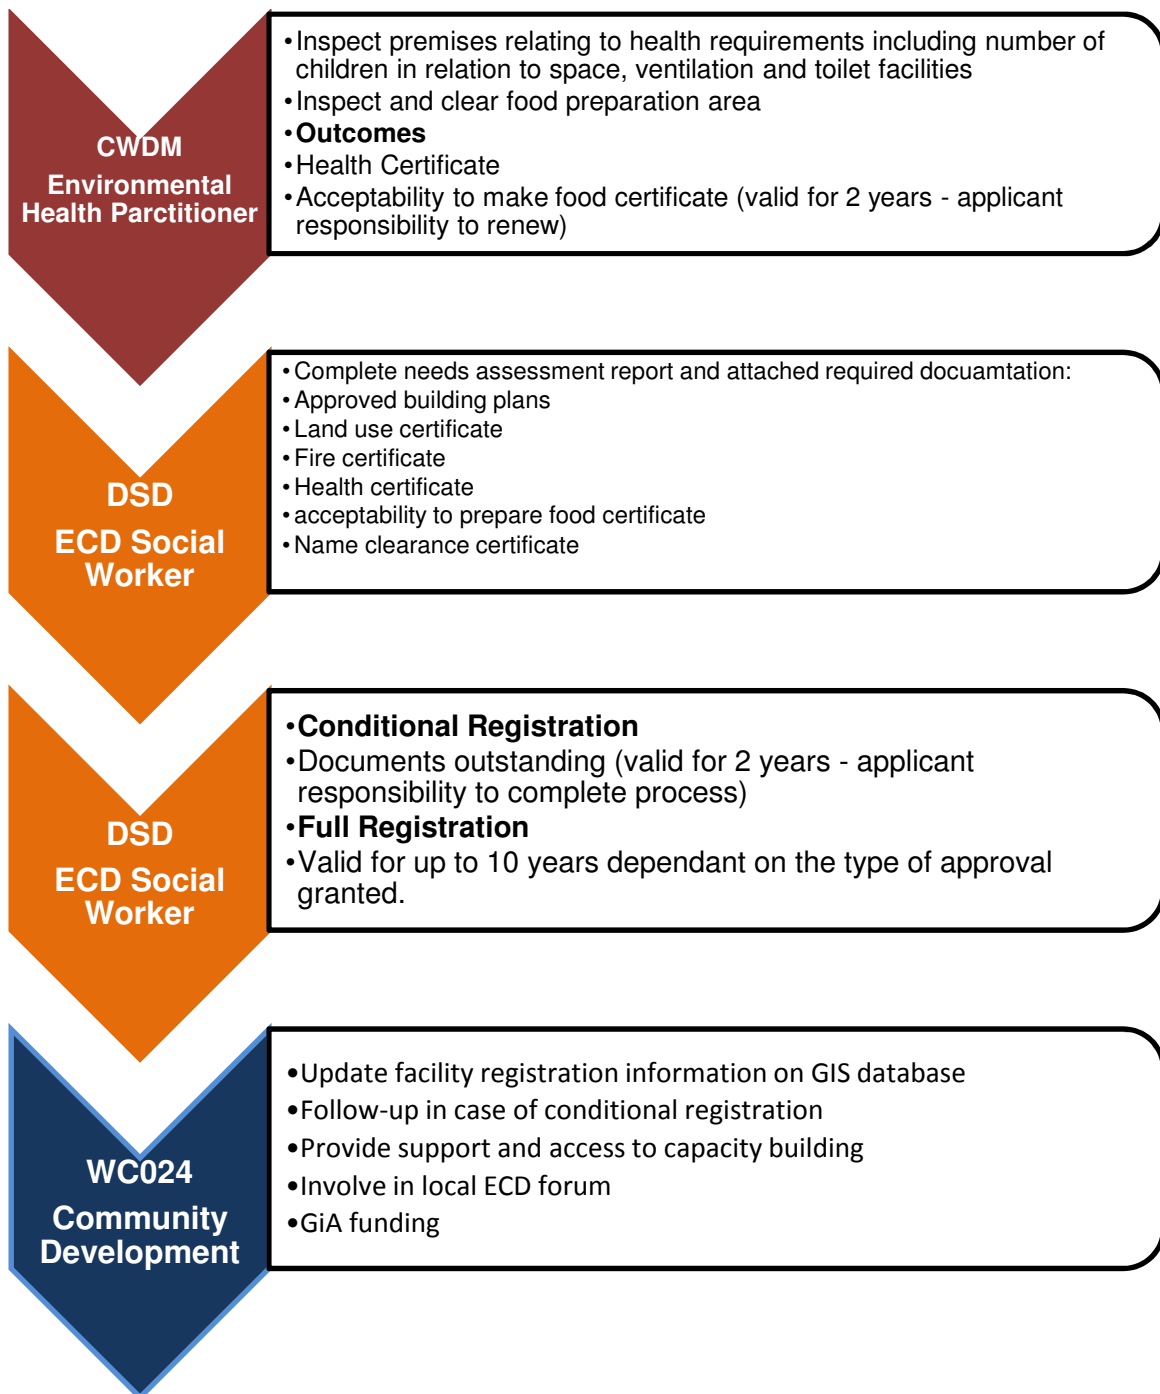 CWDM
Environmental
Health Parctitioner
•Inspect premises relating to health requirements including number of
children in relation to space, ventilation and toilet facilities
•Inspect and clear food preparation area
•Outcomes
•Health Certificate
•Acceptability to make food certificate (valid for 2 years - applicant
responsibility to renew)
DSD
ECD Social
Worker
•Complete needs assessment report and attached required docuamtation:
•Approved building plans
•Land use certificate
•Fire certificate
•Health certificate
•acceptability to prepare food certificate
•Name clearance certificate
DSD
ECD Social
Worker
•Conditional Registration
•Documents outstanding (valid for 2 years - applicant
responsibility to complete process)
•Full Registration
•Valid for up to 10 years dependant on the type of approval
granted.
WC024
Community
Development
•Update facility registration information on GIS database
•Follow-up in case of conditional registration
•Provide support and access to capacity building
•Involve in local ECD forum
•GiA funding